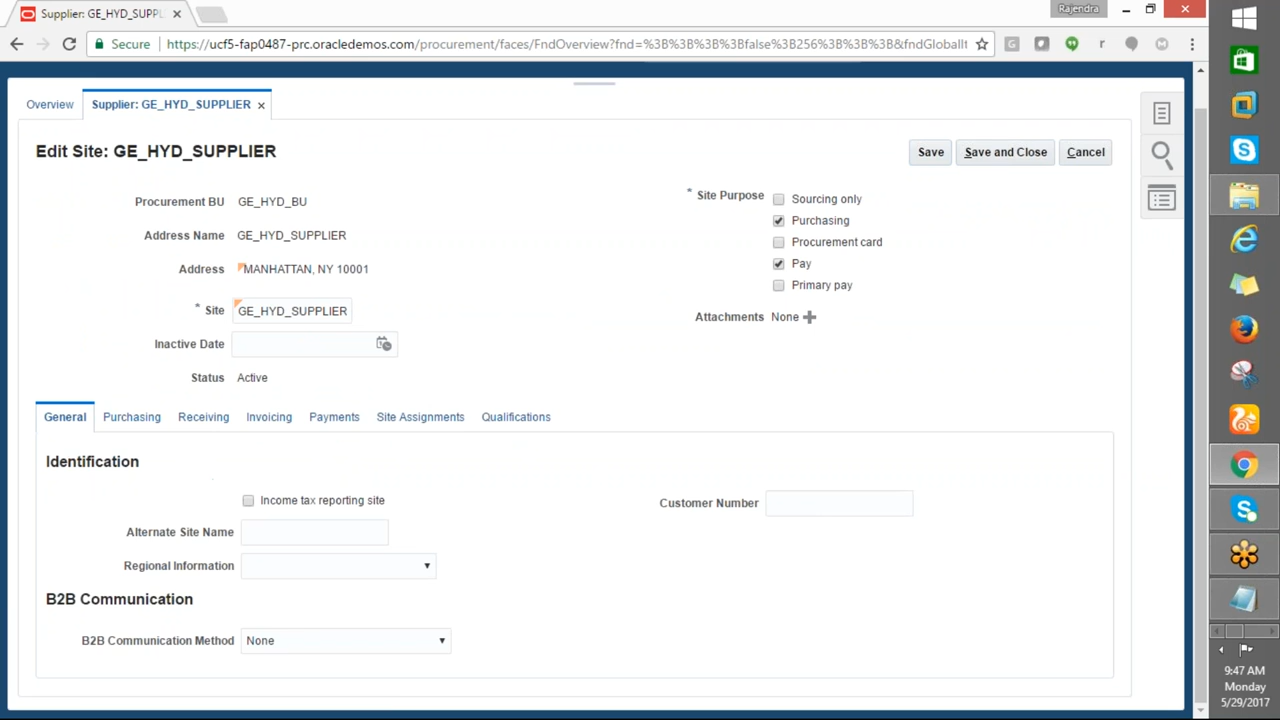 Supplier: GE_HYD_SUPPL
Rajendra
Secure
https://ucf5-fap0487-prc.oracledemos.com/procurement/faces/FndOverview?fnd=%3B%3B%3B%3Bfalse%3B256%3B%3B%3B&fndGlobalIt
Overview
Supplier: GE_HYD_SUPPLIER
Edit Site: GE_HYD_SUPPLIER
Save
Save and Close
Cancel
Procurement BU GE_HYD_BU
Address Name GE_HYD_SUPPLIER
Address MANHATTAN, NY 10001
* Site GE_HYD_SUPPLIER
Inactive Date
Status Active
* Site Purpose
Sourcing only
Purchasing
Procurement card
Pay
Primary pay
Attachments None
General Purchasing Receiving Invoicing Payments Site Assignments Qualifications
Identification
Income tax reporting site
Customer Number
Alternate Site Name
Regional Information
B2B Communication
B2B Communication Method None
9:47 AM
Monday
5/29/2017